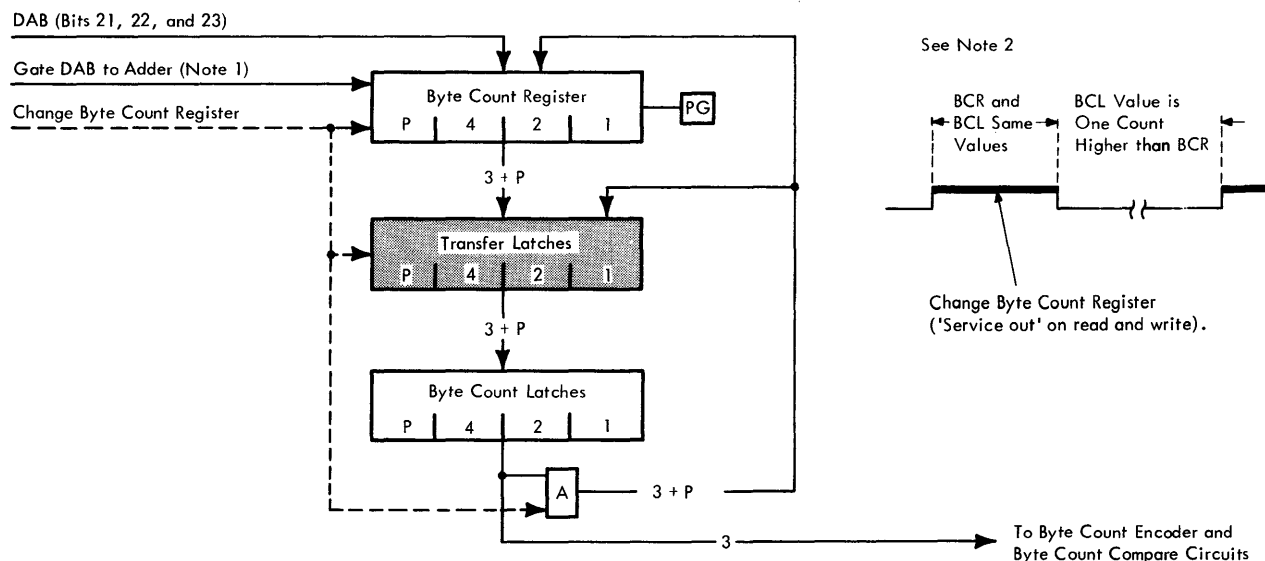 DAB (Bits 21, 22, and 23)
Gate DAB to Adder (Note 1)
Change Byte Count Register
Byte Count Register
P 4 2 1
PG
3 + P
Transfer Latches
P 4 2 1
3 + P
Byte Count Latches
P 4 2 1
A
3 + P
3
To Byte Count Encoder and
Byte Count Compare Circuits
See Note 2
BCR and
BCL Same
Values
BCL Value is
One Count
Higher than BCR
Change Byte Count Register
('Service out' on read and write).